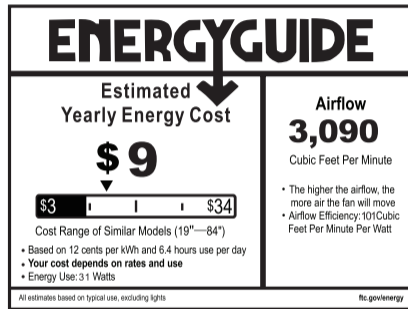 ENERGYGUIDE
Estimated
Yearly Energy Cost
$ 9
$3
$34
Cost Range of Similar Models (19"—84")
• Based on 12 cents per kWh and 6.4 hours use per day
• Your cost depends on rates and use
• Energy Use: 31 Watts
Airflow
3,090
Cubic Feet Per Minute
• The higher the airflow, the
more air the fan will move
• Airflow Efficiency: 101Cubic
Feet Per Minute Per Watt
All estimates based on typical use, excluding lights
ftc.gov/energy